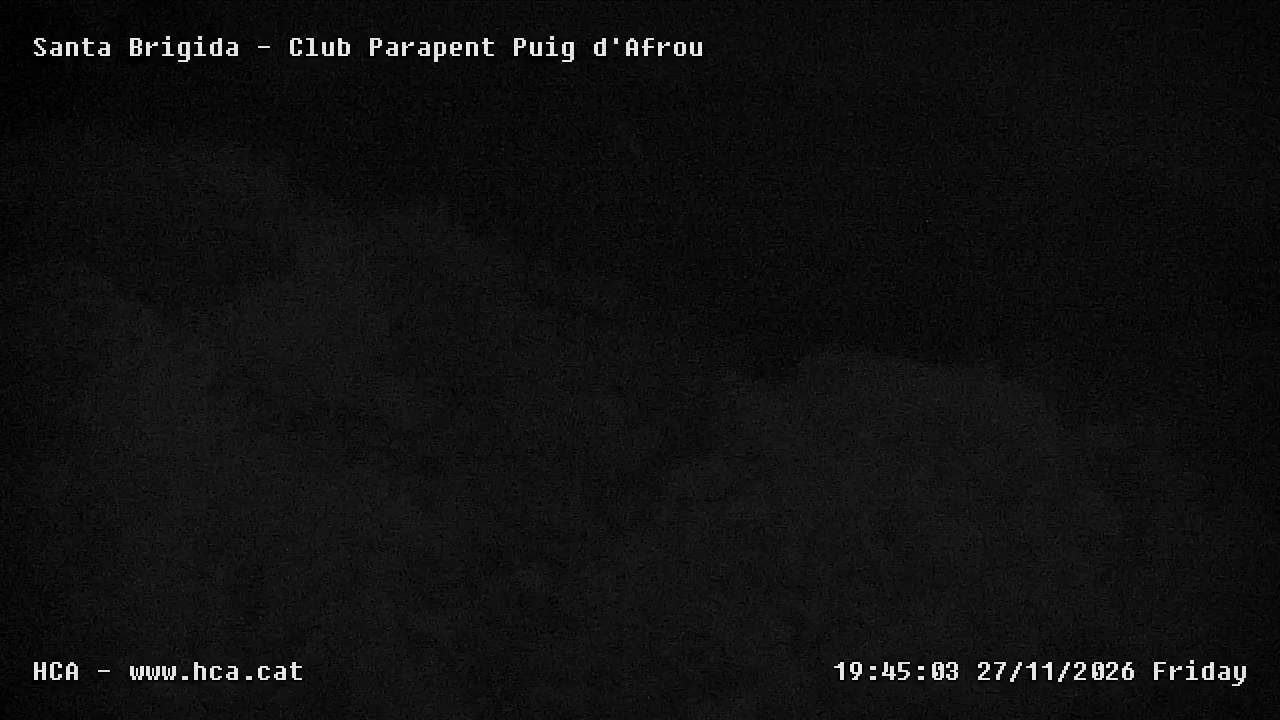 Santa Brigida - Club Parapent Puig d'Afrou
HCA - www.hca.cat
19:45:03 27/11/2026 Friday